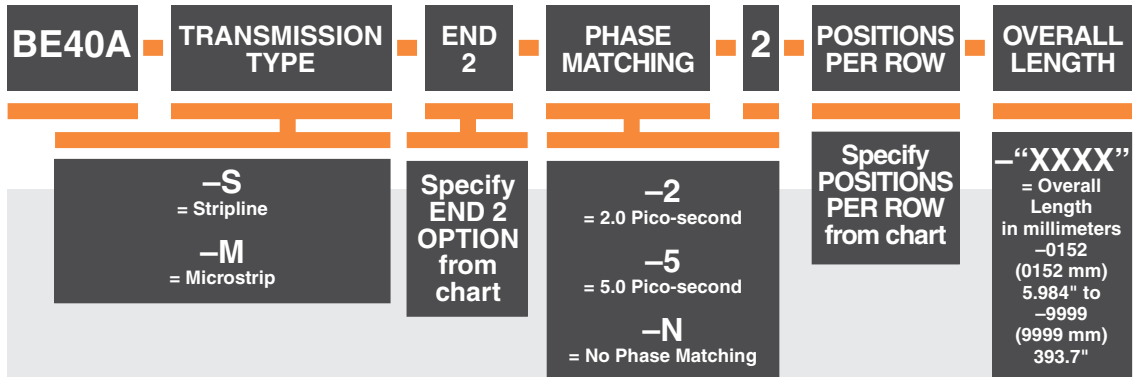 BE40A
TRANSMISSION
TYPE
END
2
PHASE
MATCHING
2
POSITIONS
PER ROW
OVERALL
LENGTH
–S
= Stripline
–M
= Microstrip
Specify
END 2
OPTION
from
chart
–2
= 2.0 Pico-second
–5
= 5.0 Pico-second
–N
= No Phase Matching
Specify
POSITIONS
PER ROW
from chart
–“XXXX”
= Overall
Length
in millimeters
–0152
(0152 mm)
5.984" to
–9999
(9999 mm)
393.7"